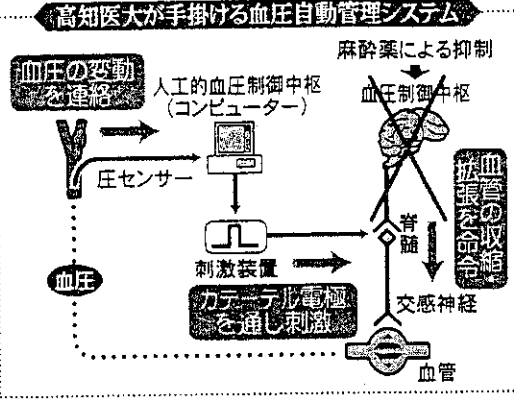 高知医大が手掛ける血圧自動管理システム
麻酔薬による抑制
血圧の変動
を連絡
人工的血圧制御中枢
(コンピューター)
血圧制御中枢
圧センサー
血管の収縮
拡張を命令
脊髄
刺激装置
血圧
カテーテル電極
を通し刺激
交感神経
血管